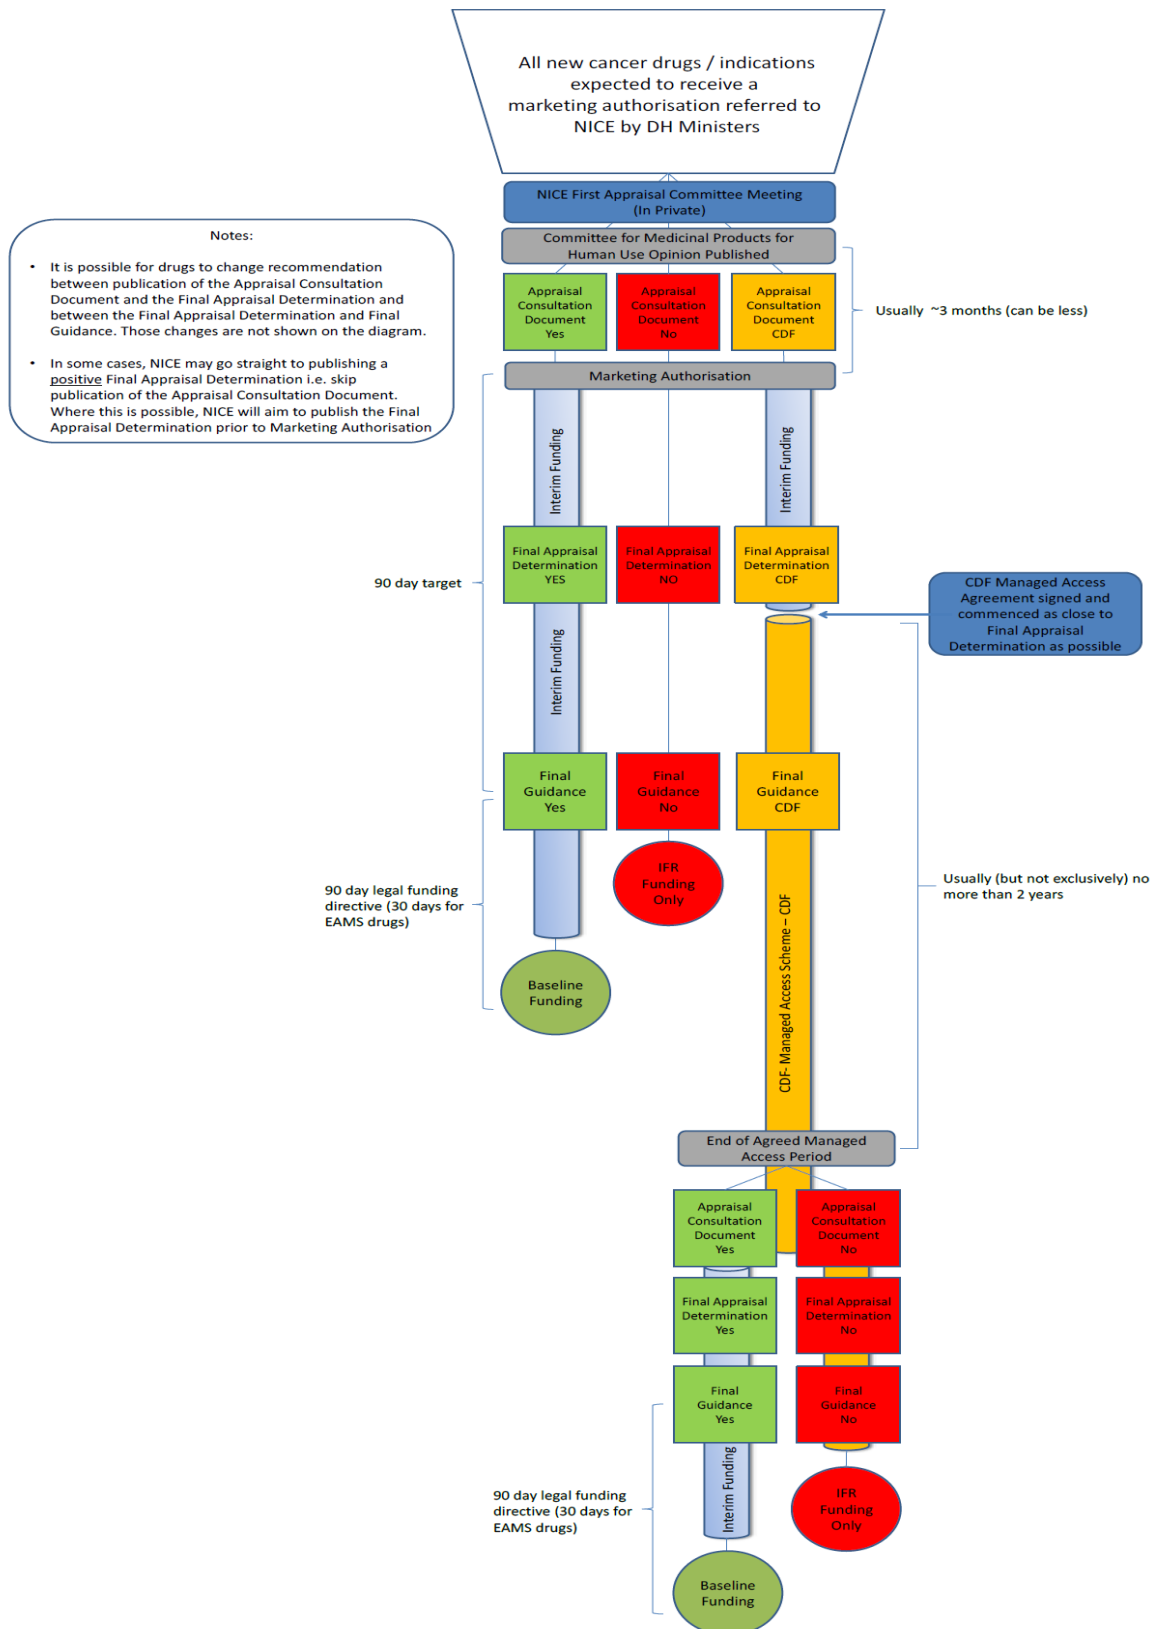 All new cancer drugs / indications
expected to receive a
marketing authorisation referred to
NICE by DH Ministers
NICE First Appraisal Committee Meeting
(In Private)
Committee for Medicinal Products for
Human Use Opinion Published
Notes:
• It is possible for drugs to change recommendation
between publication of the Appraisal Consultation
Document and the Final Appraisal Determination and
between the Final Appraisal Determination and Final
Guidance. Those changes are not shown on the diagram.
• In some cases, NICE may go straight to publishing a
positive Final Appraisal Determination i.e. skip
publication of the Appraisal Consultation Document.
Where this is possible, NICE will aim to publish the Final
Appraisal Determination prior to Marketing Authorisation
Appraisal
Consultation
Document
Yes
Appraisal
Consultation
Document
No
Appraisal
Consultation
Document
CDF
Usually ~3 months (can be less)
Marketing Authorisation
Interim Funding
Interim Funding
90 day target
Final Appraisal
Determination
YES
Final Appraisal
Determination
NO
Final Appraisal
Determination
CDF
CDF Managed Access
Agreement signed and
commenced as close to
Final Appraisal
Determination as possible
Interim Funding
Final
Guidance
Yes
Final
Guidance
No
Final
Guidance
CDF
90 day legal funding
directive (30 days for
EAMS drugs)
IFR
Funding
Only
Usually (but not exclusively) no
more than 2 years
Baseline
Funding
CDF- Managed Access Scheme – CDF
End of Agreed Managed
Access Period
Appraisal
Consultation
Document
Yes
Appraisal
Consultation
Document
No
Final Appraisal
Determination
Yes
Final Appraisal
Determination
No
Final
Guidance
Yes
Final
Guidance
No
90 day legal funding
directive (30 days for
EAMS drugs)
Interim Funding
IFR
Funding
Only
Baseline
Funding